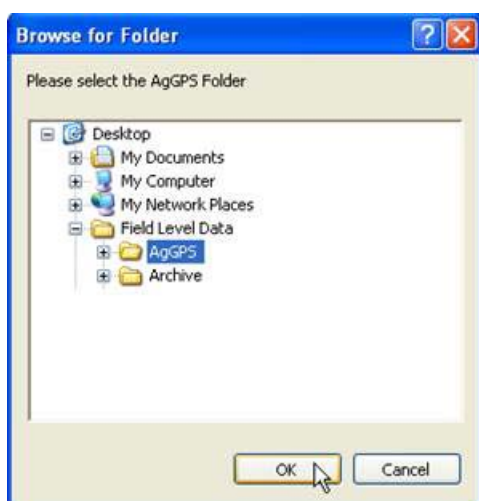 Browse for Folder
Please select the AgGPS Folder
Desktop
My Documents
My Computer
My Network Places
Field Level Data
AgGPS
Archive
OK Cancel